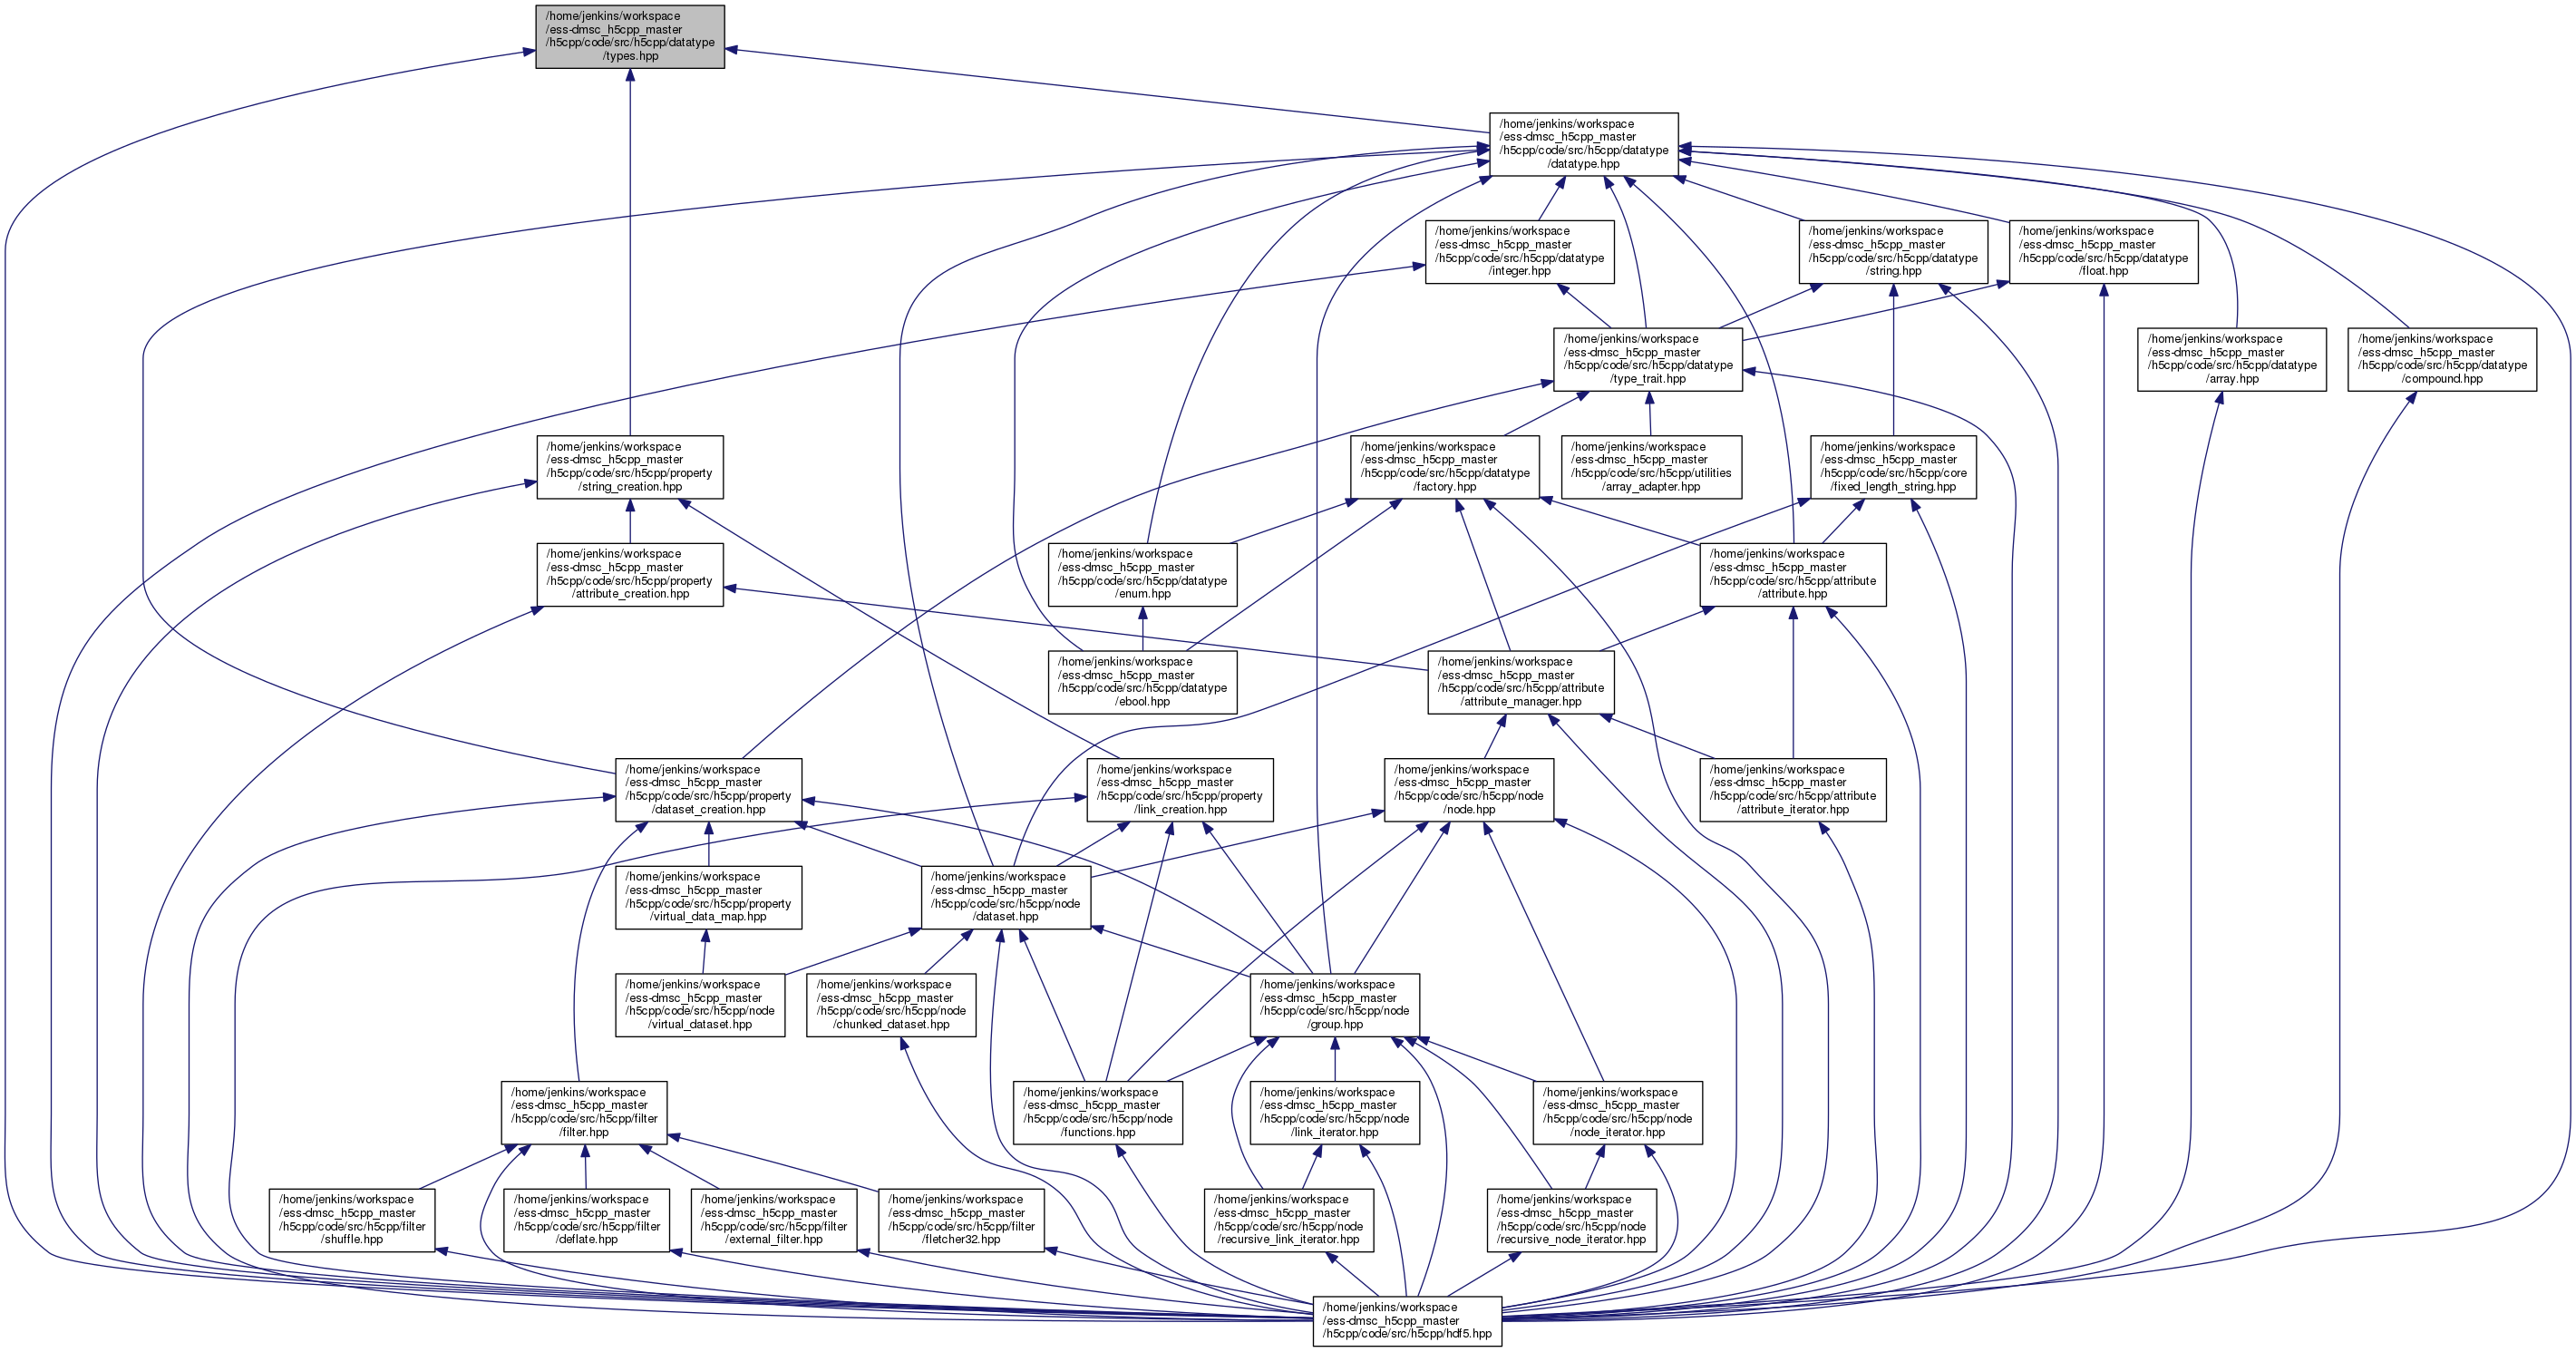 /home/jenkins/workspace
/ess-dmsc_h5cpp_master
/h5cpp/code/src/h5cpp/datatype
/types.hpp
/home/jenkins/workspace
/ess-dmsc_h5cpp_master
/h5cpp/code/src/h5cpp/datatype
/datatype.hpp
/home/jenkins/workspace
/ess-dmsc_h5cpp_master
/h5cpp/code/src/h5cpp/datatype
/integer.hpp
/home/jenkins/workspace
/ess-dmsc_h5cpp_master
/h5cpp/code/src/h5cpp/datatype
/string.hpp
/home/jenkins/workspace
/ess-dmsc_h5cpp_master
/h5cpp/code/src/h5cpp/datatype
/float.hpp
/home/jenkins/workspace
/ess-dmsc_h5cpp_master
/h5cpp/code/src/h5cpp/datatype
/type_trait.hpp
/home/jenkins/workspace
/ess-dmsc_h5cpp_master
/h5cpp/code/src/h5cpp/datatype
/array.hpp
/home/jenkins/workspace
/ess-dmsc_h5cpp_master
/h5cpp/code/src/h5cpp/datatype
/compound.hpp
/home/jenkins/workspace
/ess-dmsc_h5cpp_master
/h5cpp/code/src/h5cpp/property
/string_creation.hpp
/home/jenkins/workspace
/ess-dmsc_h5cpp_master
/h5cpp/code/src/h5cpp/datatype
/factory.hpp
/home/jenkins/workspace
/ess-dmsc_h5cpp_master
/h5cpp/code/src/h5cpp/utilities
/array_adapter.hpp
/home/jenkins/workspace
/ess-dmsc_h5cpp_master
/h5cpp/code/src/h5cpp/core
/fixed_length_string.hpp
/home/jenkins/workspace
/ess-dmsc_h5cpp_master
/h5cpp/code/src/h5cpp/property
/attribute_creation.hpp
/home/jenkins/workspace
/ess-dmsc_h5cpp_master
/h5cpp/code/src/h5cpp/datatype
/enum.hpp
/home/jenkins/workspace
/ess-dmsc_h5cpp_master
/h5cpp/code/src/h5cpp/attribute
/attribute.hpp
/home/jenkins/workspace
/ess-dmsc_h5cpp_master
/h5cpp/code/src/h5cpp/datatype
/ebool.hpp
/home/jenkins/workspace
/ess-dmsc_h5cpp_master
/h5cpp/code/src/h5cpp/attribute
/attribute_manager.hpp
/home/jenkins/workspace
/ess-dmsc_h5cpp_master
/h5cpp/code/src/h5cpp/property
/dataset_creation.hpp
/home/jenkins/workspace
/ess-dmsc_h5cpp_master
/h5cpp/code/src/h5cpp/property
/link_creation.hpp
/home/jenkins/workspace
/ess-dmsc_h5cpp_master
/h5cpp/code/src/h5cpp/node
/node.hpp
/home/jenkins/workspace
/ess-dmsc_h5cpp_master
/h5cpp/code/src/h5cpp/attribute
/attribute_iterator.hpp
/home/jenkins/workspace
/ess-dmsc_h5cpp_master
/h5cpp/code/src/h5cpp/property
/virtual_data_map.hpp
/home/jenkins/workspace
/ess-dmsc_h5cpp_master
/h5cpp/code/src/h5cpp/node
/dataset.hpp
/home/jenkins/workspace
/ess-dmsc_h5cpp_master
/h5cpp/code/src/h5cpp/node
/virtual_dataset.hpp
/home/jenkins/workspace
/ess-dmsc_h5cpp_master
/h5cpp/code/src/h5cpp/node
/chunked_dataset.hpp
/home/jenkins/workspace
/ess-dmsc_h5cpp_master
/h5cpp/code/src/h5cpp/node
/group.hpp
/home/jenkins/workspace
/ess-dmsc_h5cpp_master
/h5cpp/code/src/h5cpp/filter
/filter.hpp
/home/jenkins/workspace
/ess-dmsc_h5cpp_master
/h5cpp/code/src/h5cpp/node
/functions.hpp
/home/jenkins/workspace
/ess-dmsc_h5cpp_master
/h5cpp/code/src/h5cpp/node
/link_iterator.hpp
/home/jenkins/workspace
/ess-dmsc_h5cpp_master
/h5cpp/code/src/h5cpp/node
/node_iterator.hpp
/home/jenkins/workspace
/ess-dmsc_h5cpp_master
/h5cpp/code/src/h5cpp/filter
/shuffle.hpp
/home/jenkins/workspace
/ess-dmsc_h5cpp_master
/h5cpp/code/src/h5cpp/filter
/deflate.hpp
/home/jenkins/workspace
/ess-dmsc_h5cpp_master
/h5cpp/code/src/h5cpp/filter
/external_filter.hpp
/home/jenkins/workspace
/ess-dmsc_h5cpp_master
/h5cpp/code/src/h5cpp/filter
/fletcher32.hpp
/home/jenkins/workspace
/ess-dmsc_h5cpp_master
/h5cpp/code/src/h5cpp/node
/recursive_link_iterator.hpp
/home/jenkins/workspace
/ess-dmsc_h5cpp_master
/h5cpp/code/src/h5cpp/node
/recursive_node_iterator.hpp
/home/jenkins/workspace
/ess-dmsc_h5cpp_master
/h5cpp/code/src/h5cpp/hdf5.hpp